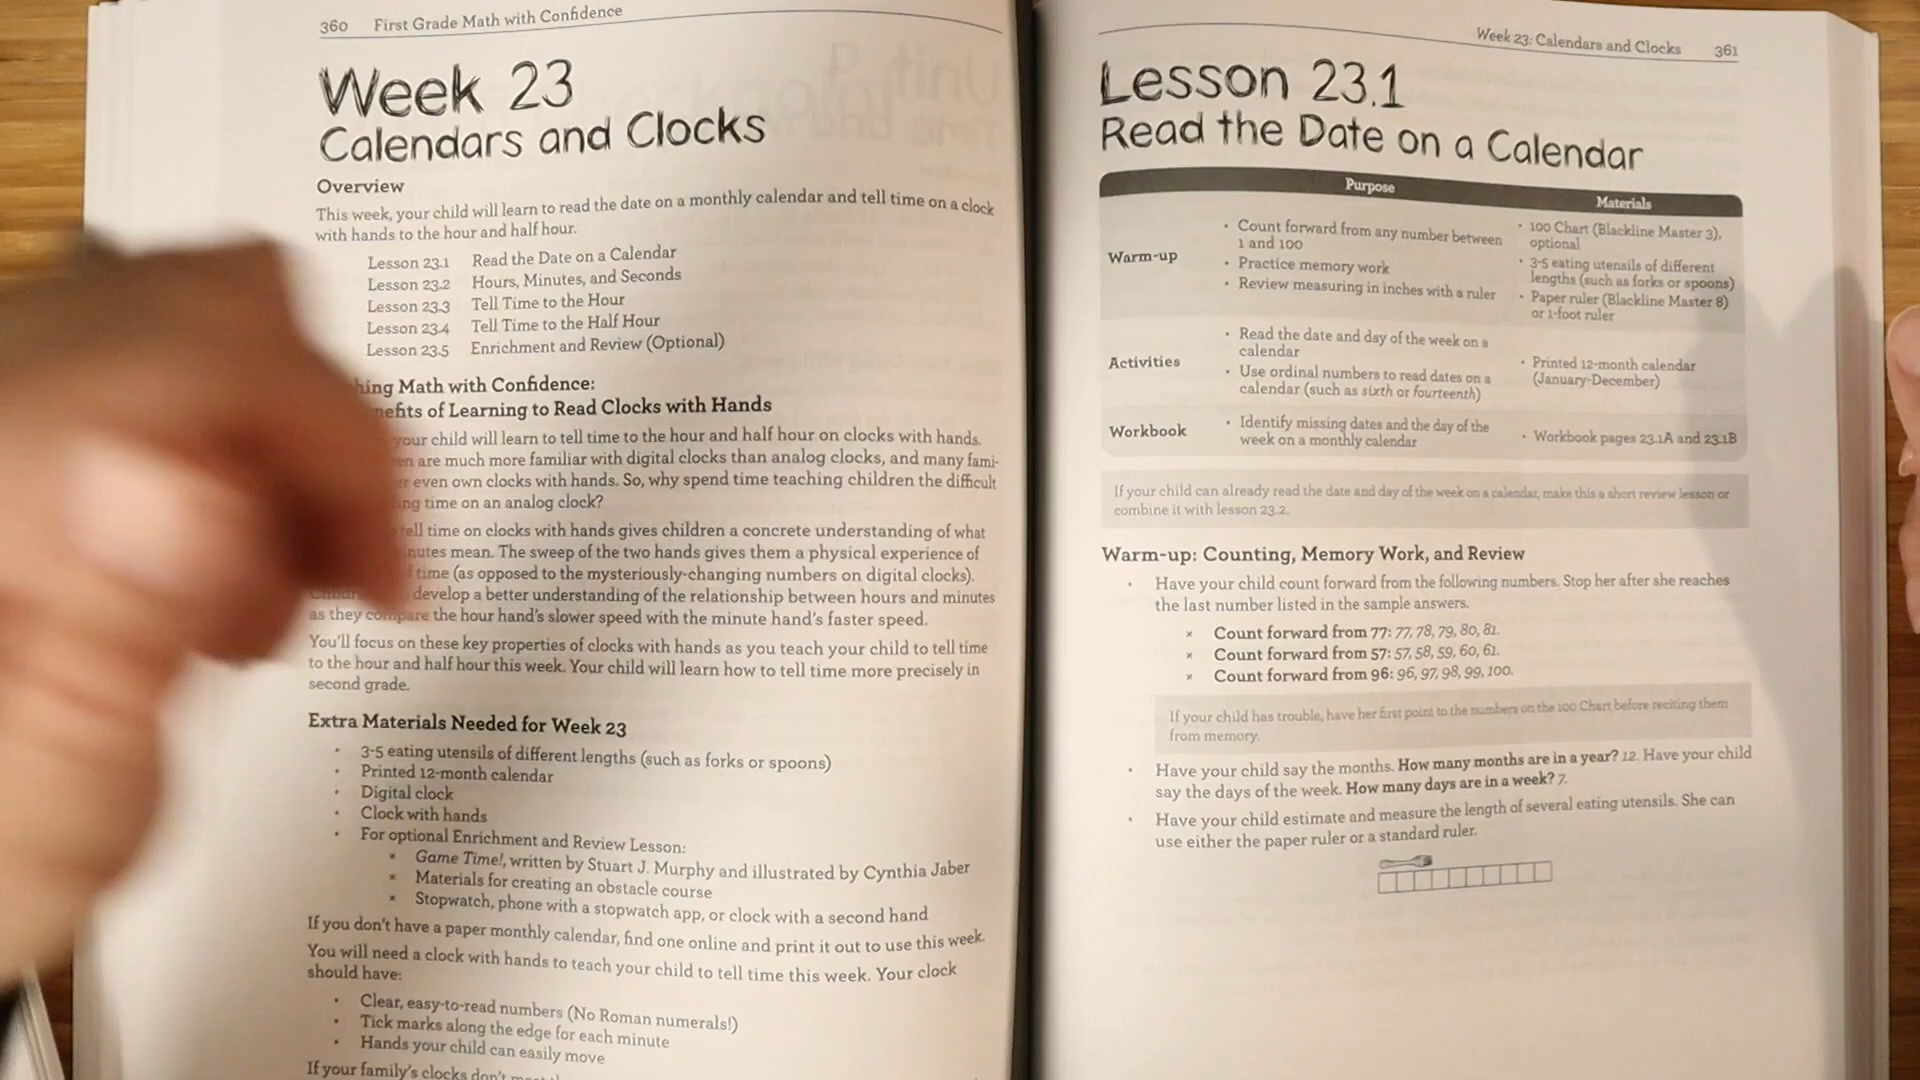 360 First Grade Math with Confidence
Week 23
Calendars and Clocks
Overview
This week, your child will learn to read the date on a monthly calendar and tell time on a clock
with hands to the hour and half hour.
Lesson 23.1 Read the Date on a Calendar
Lesson 23.2 Hours, Minutes, and Seconds
Lesson 23.3 Tell Time to the Hour
Lesson 23.4 Tell Time to the Half Hour
Lesson 23.5 Enrichment and Review (Optional)
Math with Confidence:
of Learning to Read Clocks with Hands
your child will learn to tell time to the hour and half hour on clocks with hands.
are much more familiar with digital clocks than analog clocks, and many fami-
even own clocks with hands. So, why spend time teaching children the difficult
time on an analog clock?
tell time on clocks with hands gives children a concrete understanding of what
mean. The sweep of the two hands gives them a physical experience of
time (as opposed to the mysteriously-changing numbers on digital clocks).
develop a better understanding of the relationship between hours and minutes
as they compare the hour hand's slower speed with the minute hand's faster speed.
You'll focus on these key properties of clocks with hands as you teach your child to tell time
to the hour and half hour this week. Your child will learn how to tell time more precisely in
second grade.
Extra Materials Needed for Week 23
• 3-5 eating utensils of different lengths (such as forks or spoons)
• Printed 12-month calendar
• Digital clock
• Clock with hands
• For optional Enrichment and Review Lesson:
× Game Time!, written by Stuart J. Murphy and illustrated by Cynthia Jaber
× Materials for creating an obstacle course
× Stopwatch, phone with a stopwatch app, or clock with a second hand
If you don't have a paper monthly calendar, find one online and print it out to use this week.
You will need a clock with hands to teach your child to tell time this week. Your clock
should have:
• Clear, easy-to-read numbers (No Roman numerals!)
• Tick marks along the edge for each minute
• Hands your child can easily move
If your family's clocks don't
Week 23: Calendars and Clocks 361
Lesson 23.1
Read the Date on a Calendar
Purpose Materials
Warm-up
• Count forward from any number between
1 and 100
• Practice memory work
• Review measuring in inches with a ruler
• 100 Chart (Blackline Master 3),
optional
• 3-5 eating utensils of different
lengths (such as forks or spoons)
• Paper ruler (Blackline Master 8)
or 1-foot ruler
Activities
• Read the date and day of the week on a
calendar
• Use ordinal numbers to read dates on a
calendar (such as sixth or fourteenth)
• Printed 12-month calendar
(January-December)
Workbook
• Identify missing dates and the day of the
week on a monthly calendar
• Workbook pages 23.1A and 23.1B
If your child can already read the date and day of the week on a calendar, make this a short review lesson or
combine it with lesson 23.2.
Warm-up: Counting, Memory Work, and Review
• Have your child count forward from the following numbers. Stop her after she reaches
the last number listed in the sample answers.
× Count forward from 77: 77, 78, 79, 80, 81.
× Count forward from 57: 57, 58, 59, 60, 61.
× Count forward from 96: 96, 97, 98, 99, 100.
If your child has trouble, have her first point to the numbers on the 100 Chart before reciting them
from memory.
• Have your child say the months. How many months are in a year? 12. Have your child
say the days of the week. How many days are in a week? 7.
• Have your child estimate and measure the length of several eating utensils. She can
use either the paper ruler or a standard ruler.